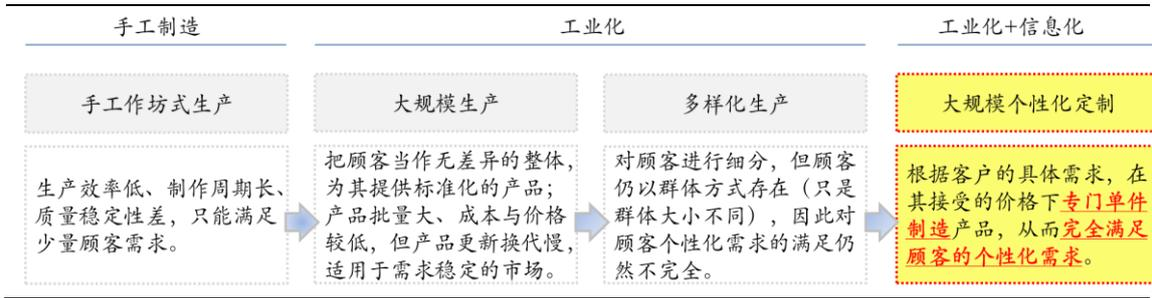 手工制造
工业化
工业化+信息化
手工作坊式生产
大规模生产
多样化生产
大规模个性化定制
生产效率低、制作周期长、
质量稳定性差，只能满足
少量顾客需求。
把顾客当作无差异的整体，
为其提供标准化的产品；
产品批量大、成本与价格
较低，但产品更新换代慢，
适用于需求稳定的市场。
对顾客进行细分，但顾客
仍以群体方式存在（只是
群体大小不同），因此对
顾客个性化需求的满足仍
然不完全。
根据客户的具体需求，在
其接受的价格下专门单件
制造产品，从而完全满足
顾客的个性化需求。